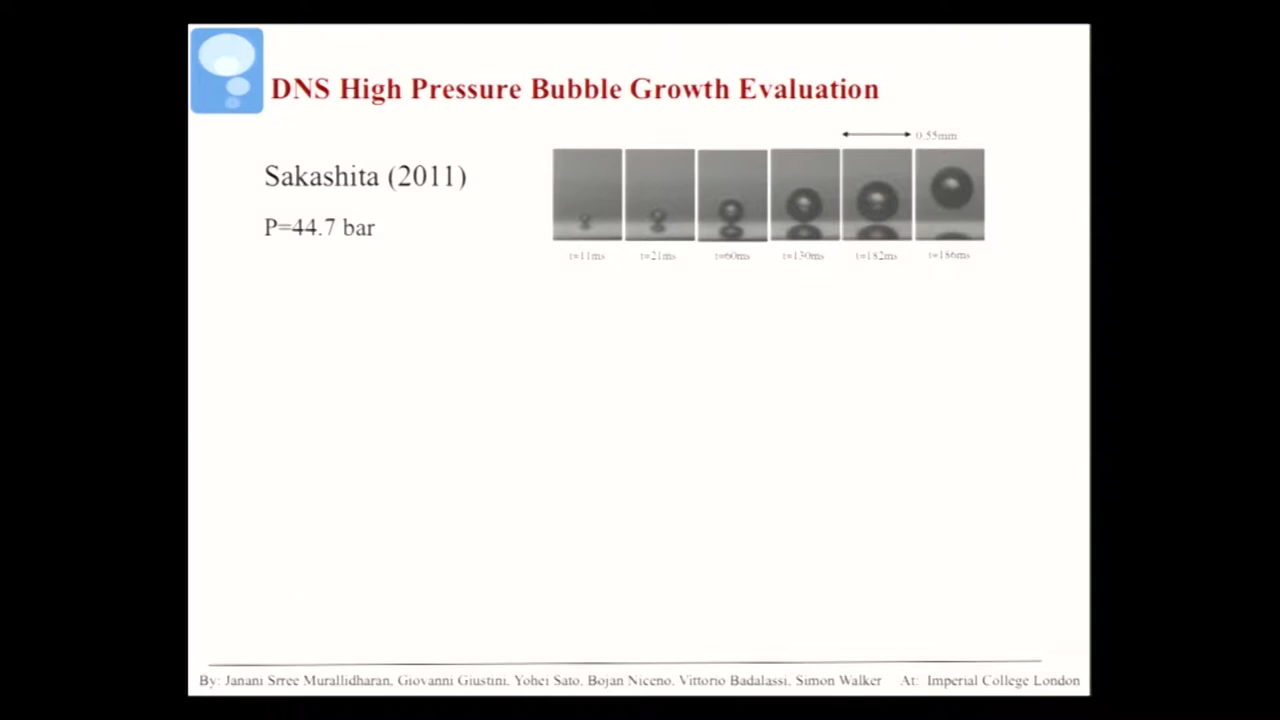 DNS High Pressure Bubble Growth Evaluation
0.55mm
Sakashita (2011)
P=44.7 bar
t=11ms t=21ms t=60ms t=130ms t=182ms t=186ms
By: Janani Srree Murallidharan, Giovanni Giustini, Yohei Sato, Bojan Niceno, Vittorio Badalassi, Simon Walker At: Imperial College London